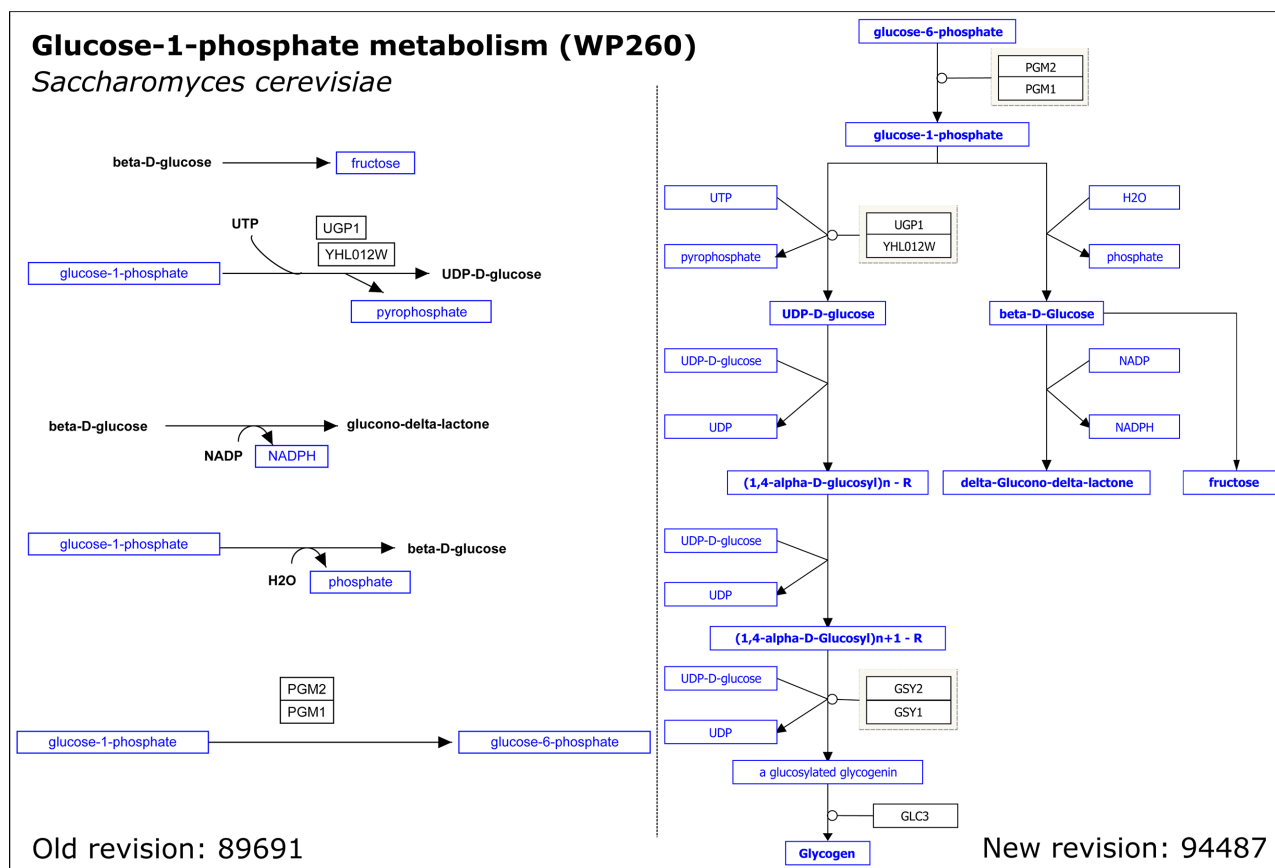 Glucose-1-phosphate metabolism (WP260)
Saccharomyces cerevisiae
beta-D-glucose
fructose
UTP
UGP1
YHL012W
glucose-1-phosphate
UDP-D-glucose
pyrophosphate
beta-D-glucose
glucono-delta-lactone
NADP
NADPH
glucose-1-phosphate
beta-D-glucose
H2O
phosphate
PGM2
PGM1
glucose-1-phosphate
glucose-6-phosphate
Old revision: 89691
glucose-6-phosphate
PGM2
PGM1
glucose-1-phosphate
UTP
UGP1
YHL012W
H2O
pyrophosphate
phosphate
UDP-D-glucose
beta-D-Glucose
UDP-D-glucose
NADP
UDP
NADPH
(1,4-alpha-D-glucosyl)n - R
delta-Glucono-delta-lactone
fructose
UDP-D-glucose
UDP
(1,4-alpha-D-Glucosyl)n+1 - R
UDP-D-glucose
GSY2
GSY1
UDP
a glucosylated glycogenin
GLC3
Glycogen
New revision: 94487